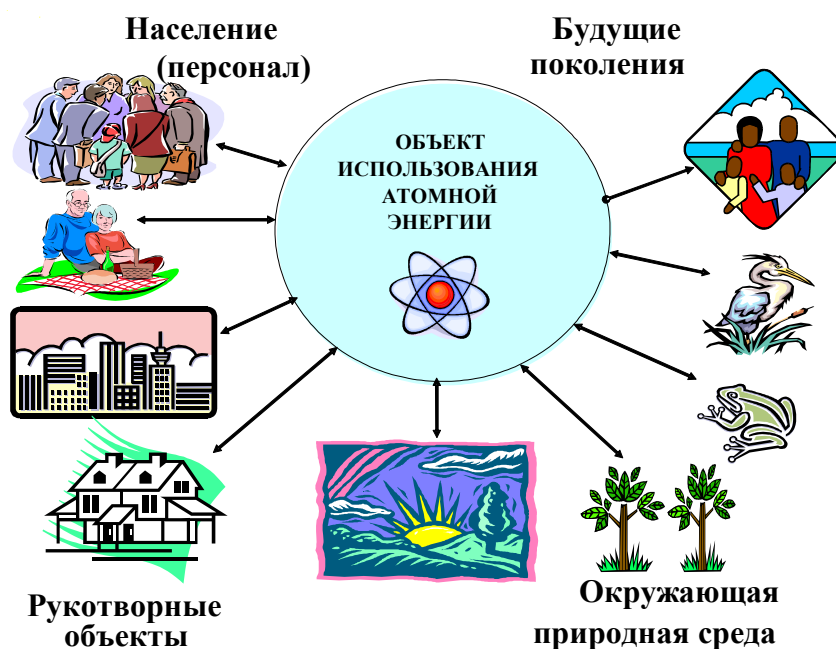 Население
(персонал)
Будущие
поколения
ОБЪЕКТ
ИСПОЛЬЗОВАНИЯ
АТОМНОЙ
ЭНЕРГИИ
Рукотворные
объекты
Окружающая
природная среда